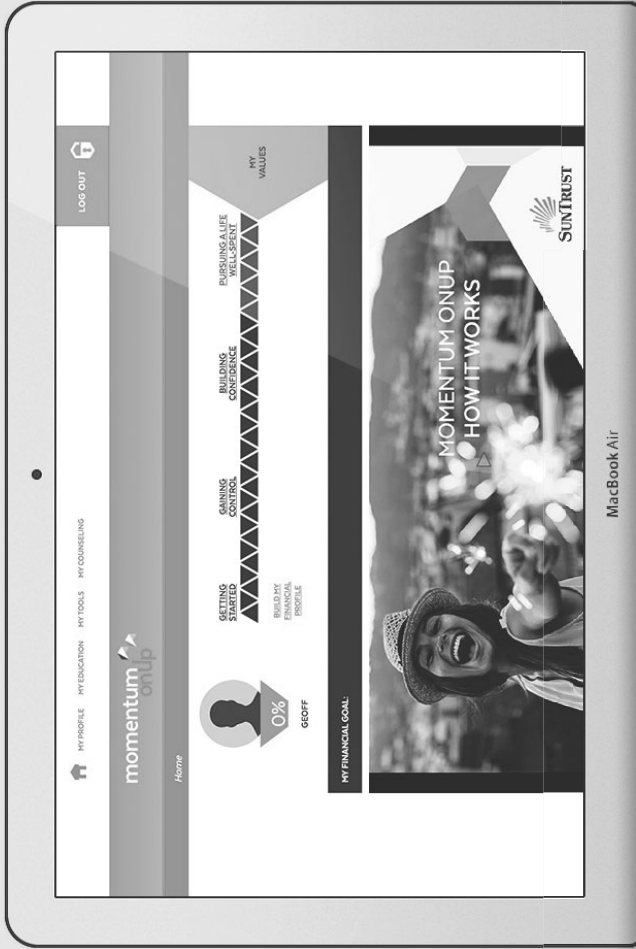 MY PROFILE MY EDUCATION MY TOOLS MY COUNSELING
LOG OUT
momentum
onup
Home
0%
GEOFF
GETTING
STARTED
GAINING
CONTROL
BUILDING
CONFIDENCE
PURSUING A LIFE
WELL-SPENT
BUILD MY
FINANCIAL
PROFILE
MY
VALUES
MY FINANCIAL GOAL:
MOMENTUM ONUP
HOW IT WORKS
SUNTRUST
MacBook Air